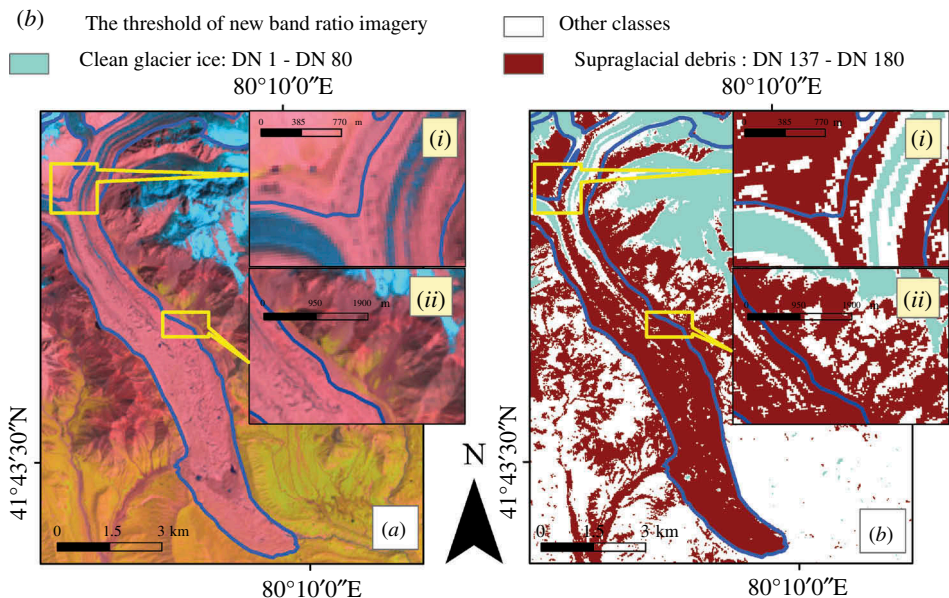 (b) The threshold of new band ratio imagery
Other classes
Clean glacier ice: DN 1 - DN 80
Supraglacial debris : DN 137 - DN 180
80°10′0″E
80°10′0″E
0 385 770 m
(i)
0 385 770 m
(i)
0 950 1900 m
(ii)
0 950 1900 m
(ii)
41°43′30″N
N
41°43′30″N
0 1.5 3 km
(a)
0 1.5 3 km
(b)
80°10′0″E
80°10′0″E